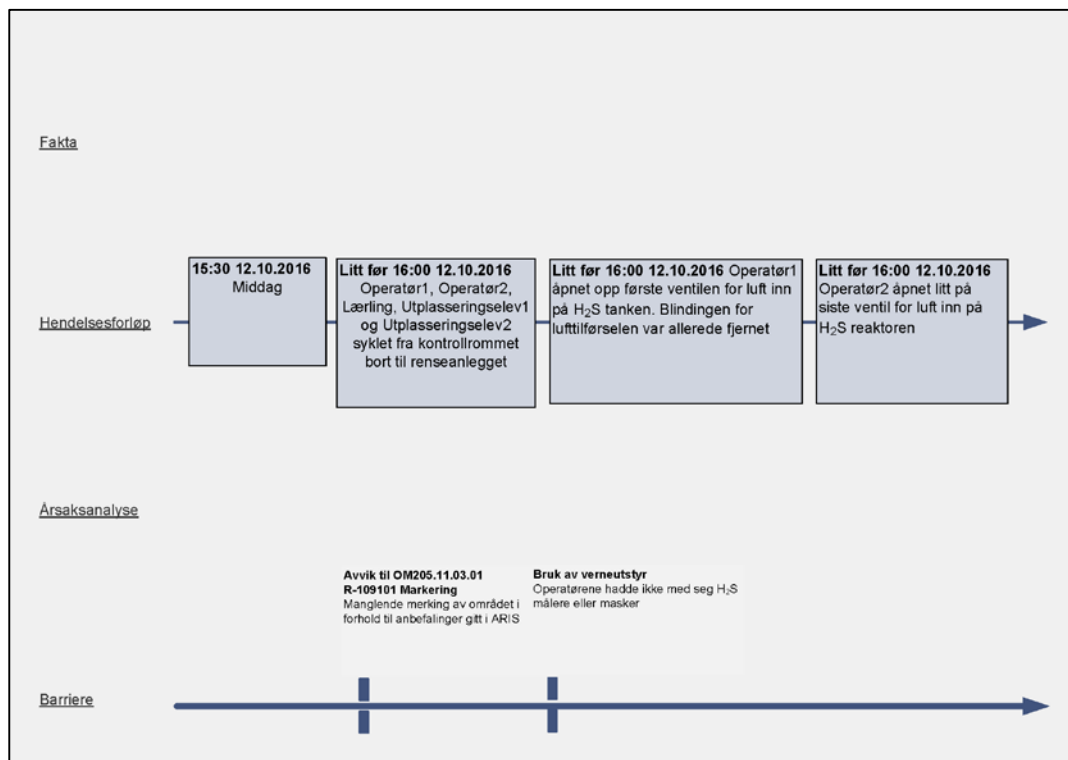 Fakta
Hendelsesforløp
15:30 12.10.2016
Middag
Litt før 16:00 12.10.2016
Operatør1, Operatør2,
Lærling, Utplasseringselev1
og Utplasseringselev2
syklet fra kontrollrommet
bort til renseanlegget
Litt før 16:00 12.10.2016 Operatør1
åpnet opp første ventilen for luft inn
på H₂S tanken. Blindingen for
lufttilførselen var allerede fjernet
Litt før 16:00 12.10.2016
Operatør2 åpnet litt på
siste ventil for luft inn på
H₂S reaktoren
Årsaksanalyse
Avvik til OM205.11.03.01
R-109101 Markering
Manglende merking av området i
forhold til anbefalinger gitt i ARIS
Bruk av verneutstyr
Operatørene hadde ikke med seg H₂S
målere eller masker
Barriere